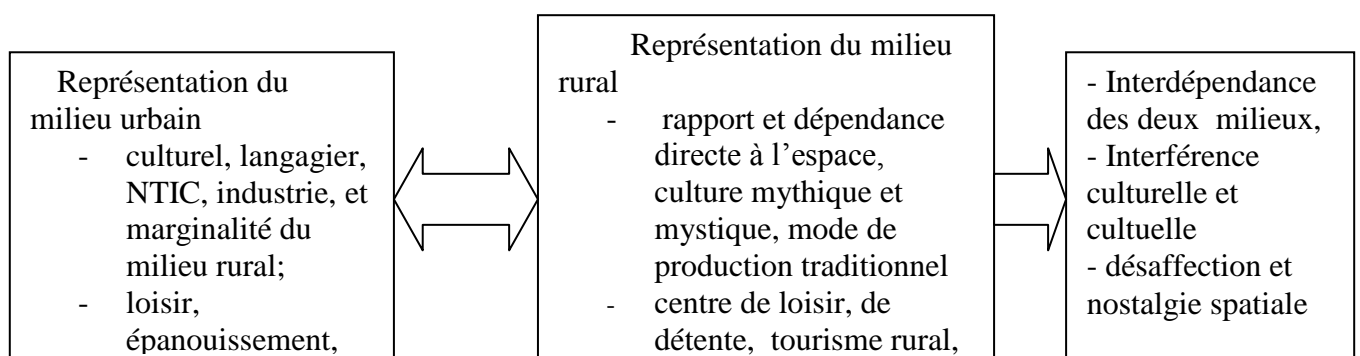 Représentation du
milieu urbain
- culturel, langagier,
NTIC, industrie, et
marginalité du
milieu rural;
- loisir,
épanouissement,
Représentation du milieu
rural
- rapport et dépendance
directe à l’espace,
culture mythique et
mystique, mode de
production traditionnel
- centre de loisir, de
détente, tourisme rural,
- Interdépendance
des deux milieux,
- Interférence
culturelle et
cultuelle
- désaffection et
nostalgie spatiale